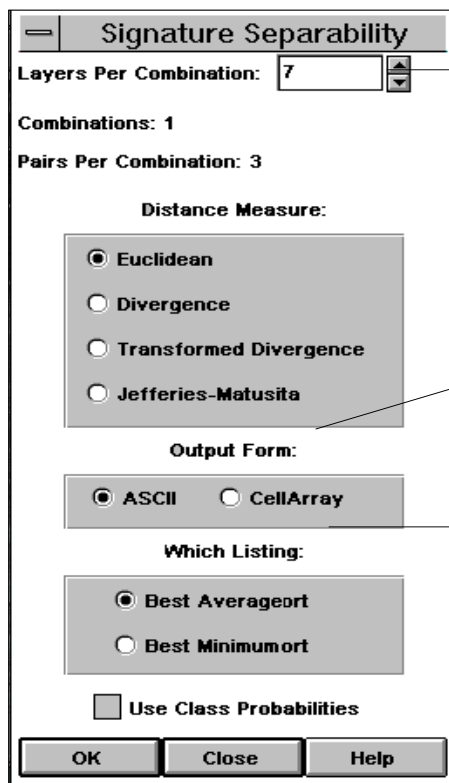 Signature Separability
Layers Per Combination: 7
Combinations: 1
Pairs Per Combination: 3
Distance Measure:
Euclidean
Divergence
Transformed Divergence
Jefferies-Matusita
Output Form:
ASCII CellArray
Which Listing:
Best Averageort
Best Minimumort
Use Class Probabilities
OK Close Help